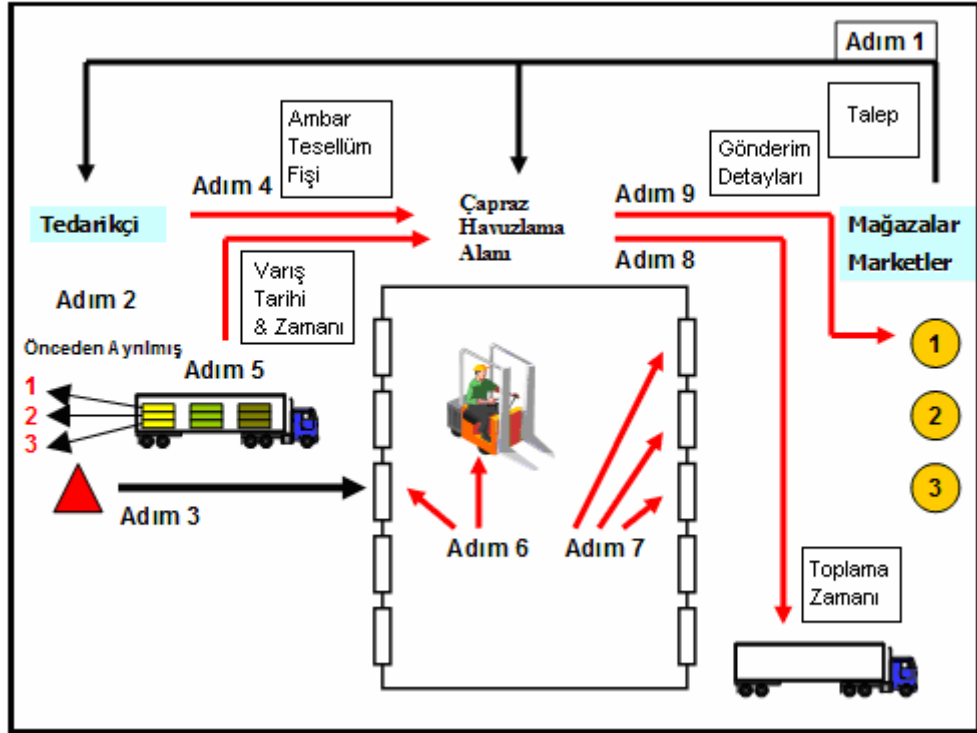 Adım 1
Talep
Ambar
Tesellüm
Fişi
Gönderim
Detayları
Adım 4
Adım 9
Tedarikçi
Çapraz
Havuzlama
Alanı
Mağazalar
Marketler
Adım 8
Varış
Tarihi
& Zamanı
Adım 2
Önceden Ayrılmış
Adım 5
1
2
3
1
2
3
Adım 3
Adım 6
Adım 7
Toplama
Zamanı